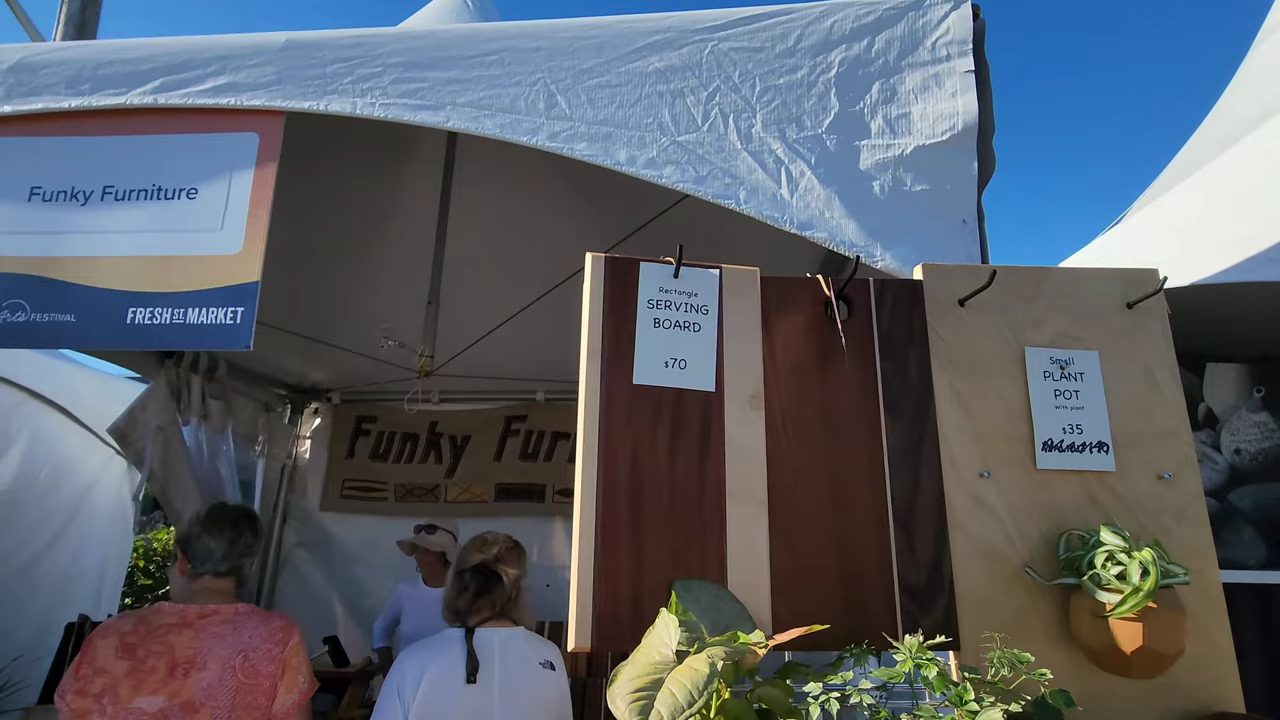 Funky Furniture
Arts FESTIVAL
FRESH ST. MARKET
Funky Furn
Rectangle
SERVING
BOARD
$70
Small
PLANT
POT
With plant
$35